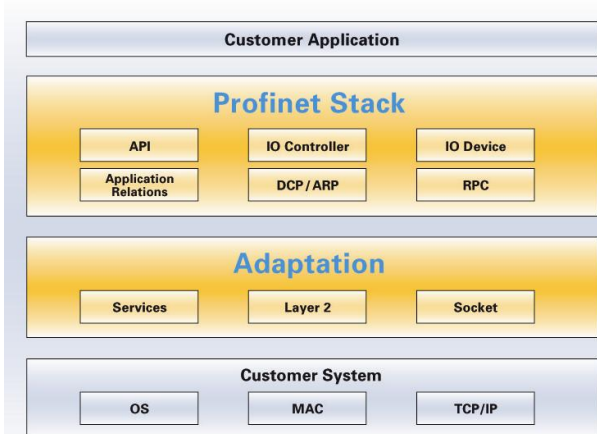 Customer Application
Profinet Stack
API
IO Controller
IO Device
Application
Relations
DCP / ARP
RPC
Adaptation
Services
Layer 2
Socket
Customer System
OS
MAC
TCP/IP